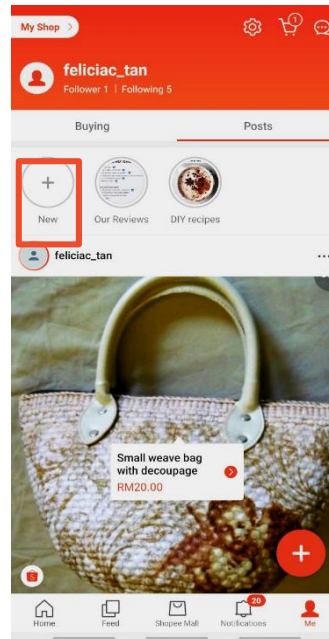 My Shop >
1
feliciac_tan
Follower 1 | Following 5
Buying
Posts
New
Our Reviews
DIY recipes
feliciac_tan
Small weave bag
with decoupage
RM20.00
20
Home
Feed
Shopee Mall
Notifications
Me